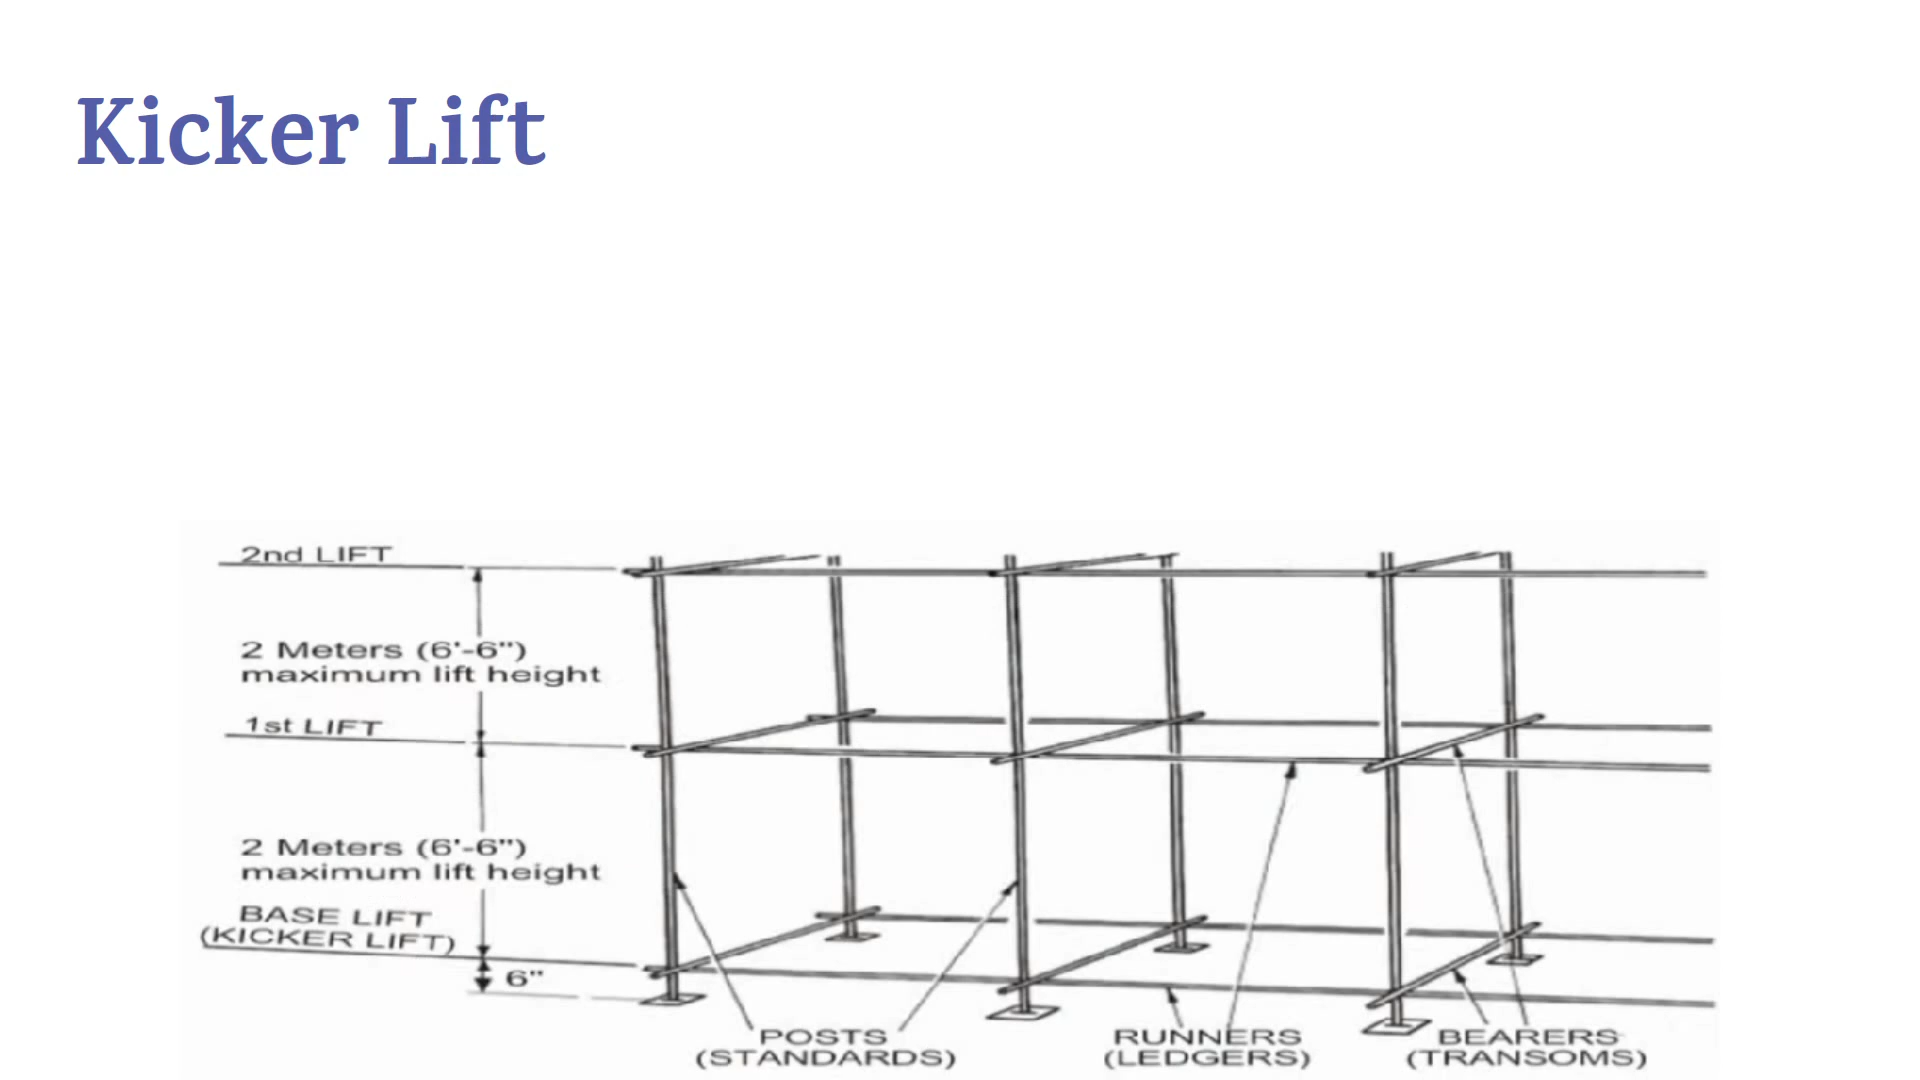 Kicker Lift
2nd LIFT
2 Meters (6'-6")
maximum lift height
1st LIFT
2 Meters (6'-6")
maximum lift height
BASE LIFT
(KICKER LIFT)
6"
POSTS
(STANDARDS)
RUNNERS
(LEDGERS)
BEARERS
(TRANSOMS)